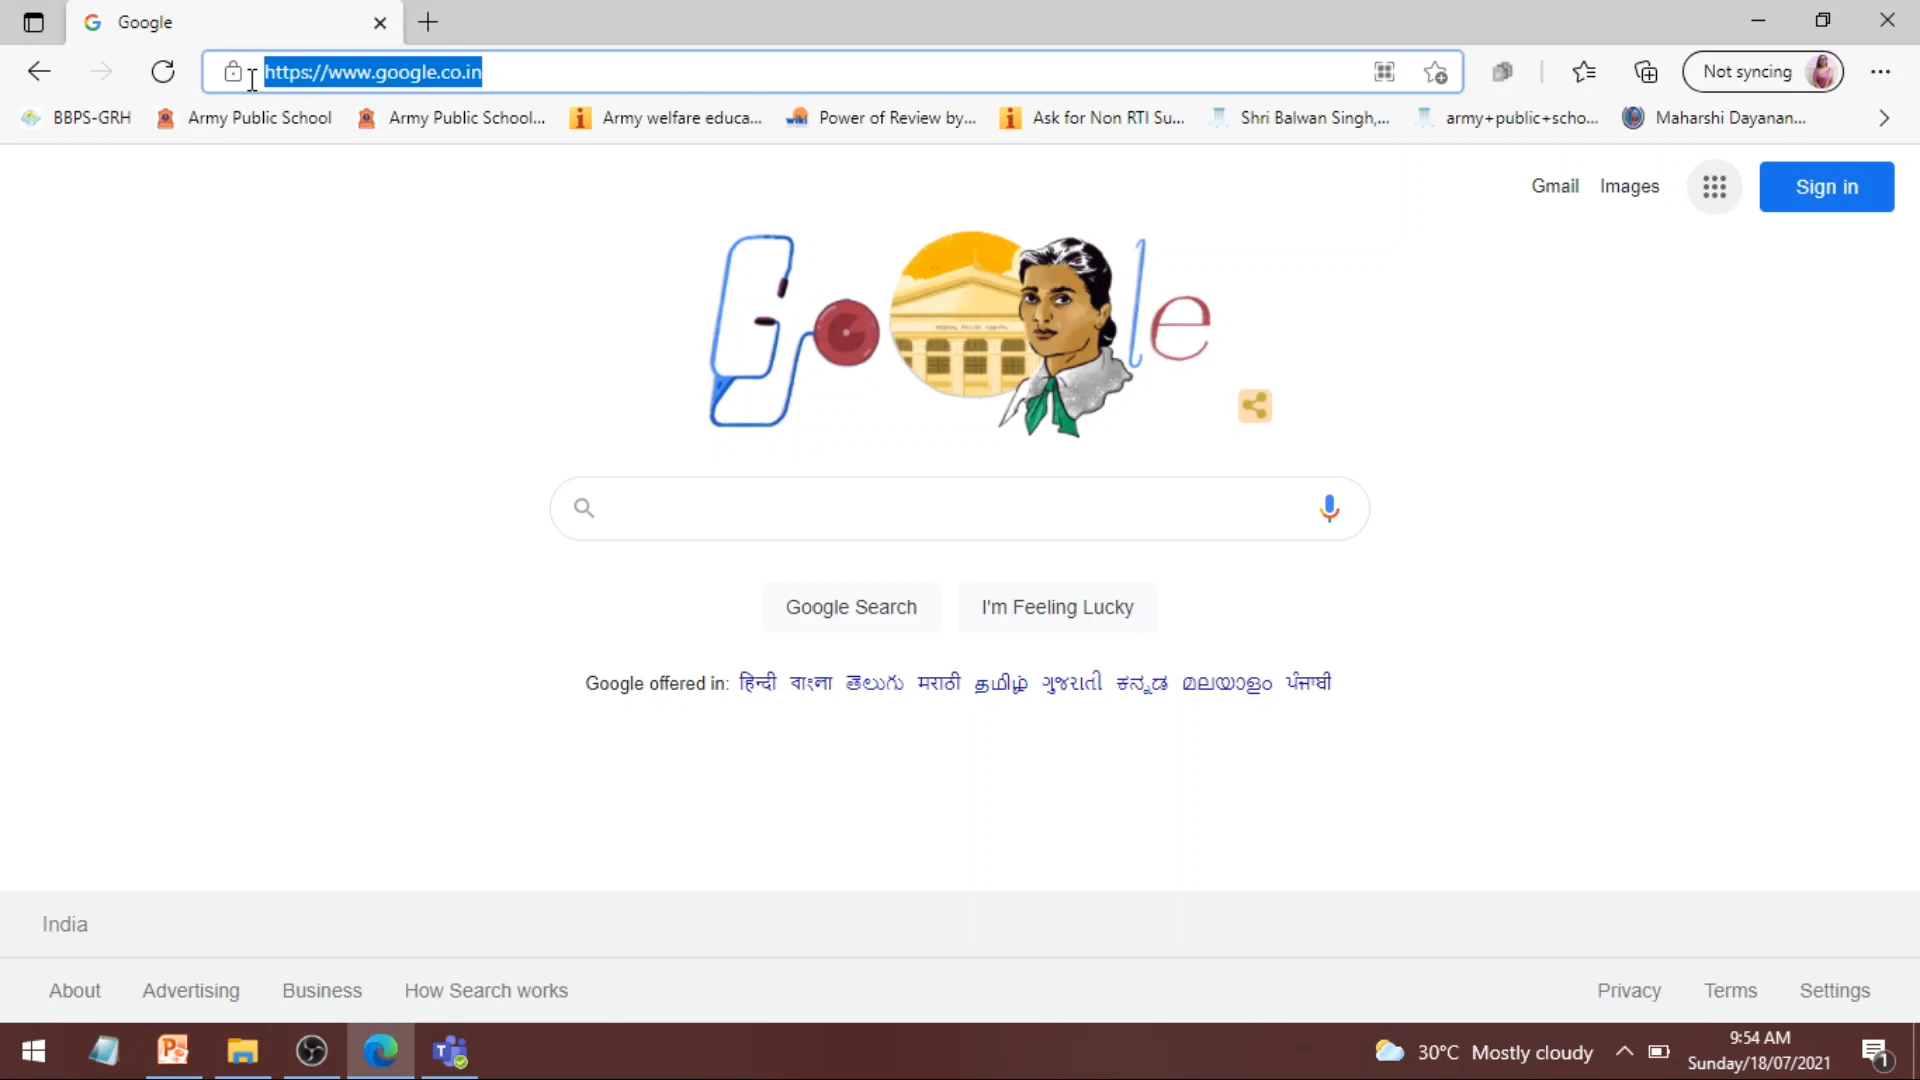 Google
https://www.google.co.in
Not syncing
BBPS-GRH
Army Public School
Army Public School...
Army welfare educa...
wiki
Power of Review by...
Ask for Non RTI Su...
Shri Balwan Singh,...
army+public+scho...
Maharshi Dayanan...
Gmail
Images
Sign in
Google
Google Search
I'm Feeling Lucky
Google offered in: हिन्दी বাংলা తెలుగు मराठी தமிழ் ગુજરાતી ಕನ್ನಡ മലയാളം ਪੰਜਾਬੀ
India
About
Advertising
Business
How Search works
Privacy
Terms
Settings
30°C Mostly cloudy
9:54 AM
Sunday/18/07/2021
1